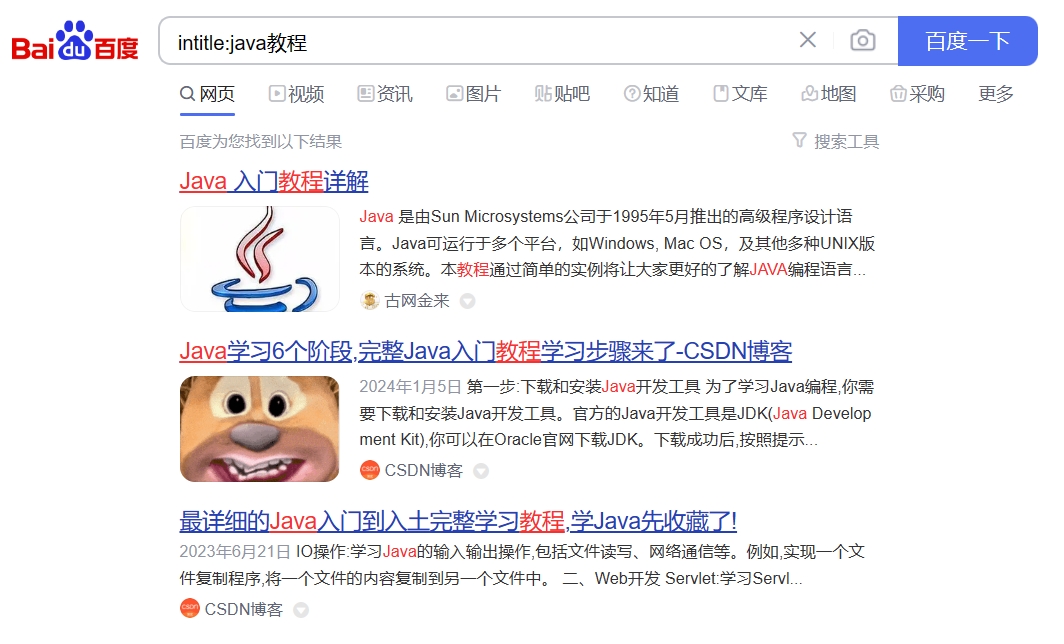 Bai du 百度
intitle:java教程
百度一下
网页 视频 资讯 图片 贴吧 知道 文库 地图 采购 更多
百度为您找到以下结果 搜索工具
Java 入门教程详解
Java 是由Sun Microsystems公司于1995年5月推出的高级程序设计语
言。Java可运行于多个平台，如Windows, Mac OS，及其他多种UNIX版
本的系统。本教程通过简单的实例将让大家更好的了解JAVA编程语言...
古网金来
Java学习6个阶段,完整Java入门教程学习步骤来了-CSDN博客
2024年1月5日 第一步:下载和安装Java开发工具 为了学习Java编程,你需
要下载和安装Java开发工具。官方的Java开发工具是JDK(Java Develop
ment Kit),你可以在Oracle官网下载JDK。下载成功后,按照提示...
CSDN博客
最详细的Java入门到入土完整学习教程,学Java先收藏了!
2023年6月21日 IO操作:学习Java的输入输出操作,包括文件读写、网络通信等。例如,实现一个文
件复制程序,将一个文件的内容复制到另一个文件中。 二、Web开发 Servlet:学习Servl...
CSDN博客